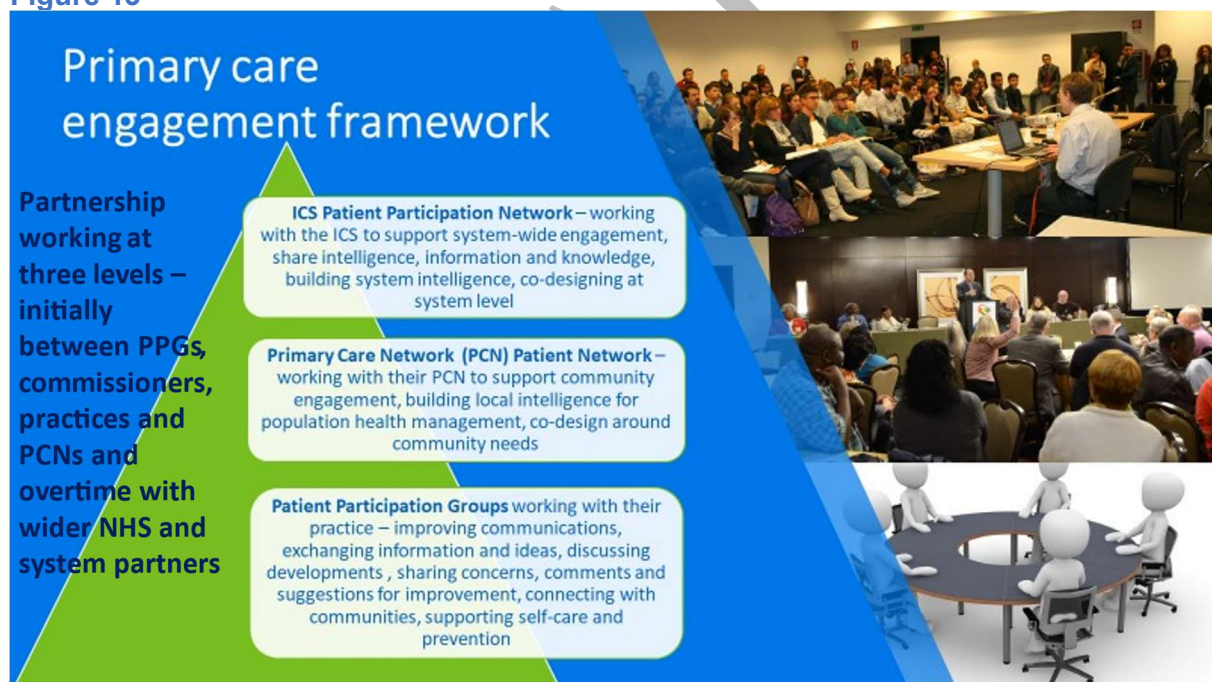 Figure 16
Primary care
engagement framework
Partnership
working at
three levels –
initially
between PPGs,
commissioners,
practices and
PCNs and
overtime with
wider NHS and
system partners
ICS Patient Participation Network – working
with the ICS to support system-wide engagement,
share intelligence, information and knowledge,
building system intelligence, co-designing at
system level
Primary Care Network (PCN) Patient Network –
working with their PCN to support community
engagement, building local intelligence for
population health management, co-design around
community needs
Patient Participation Groups working with their
practice – improving communications,
exchanging information and ideas, discussing
developments , sharing concerns, comments and
suggestions for improvement, connecting with
communities, supporting self-care and
prevention